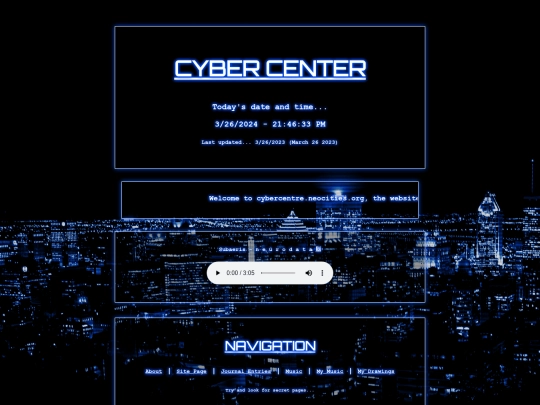 CYBER CENTER
Today's date and time...
3/26/2024 - 21:46:33 PM
Last updated... 3/26/2023 (March 26 2023)
Welcome to cybercentre.neocities.org, the website
0:00 / 3:05
NAVIGATION
About | Site Page | Journal Entries | Music | My Music | My Drawings
Try and look for secret pages...